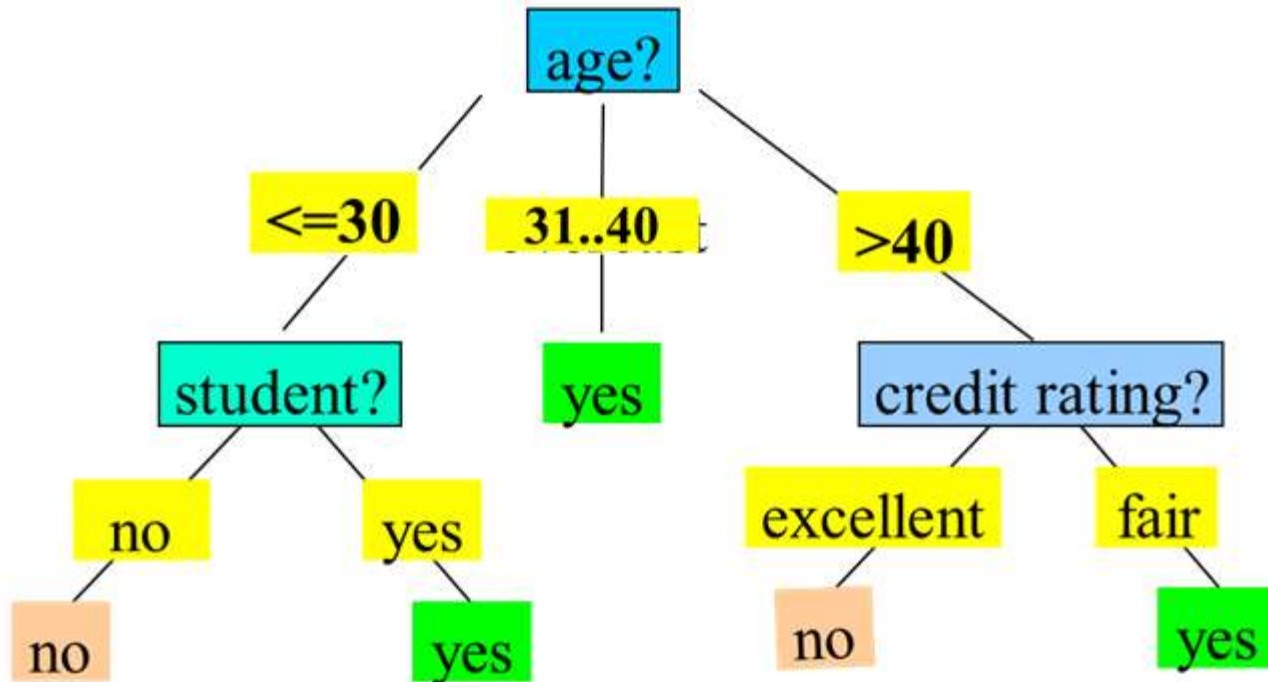 age?
<=30
31..40
>40
student?
yes
credit rating?
no
yes
excellent
fair
no
yes
no
yes